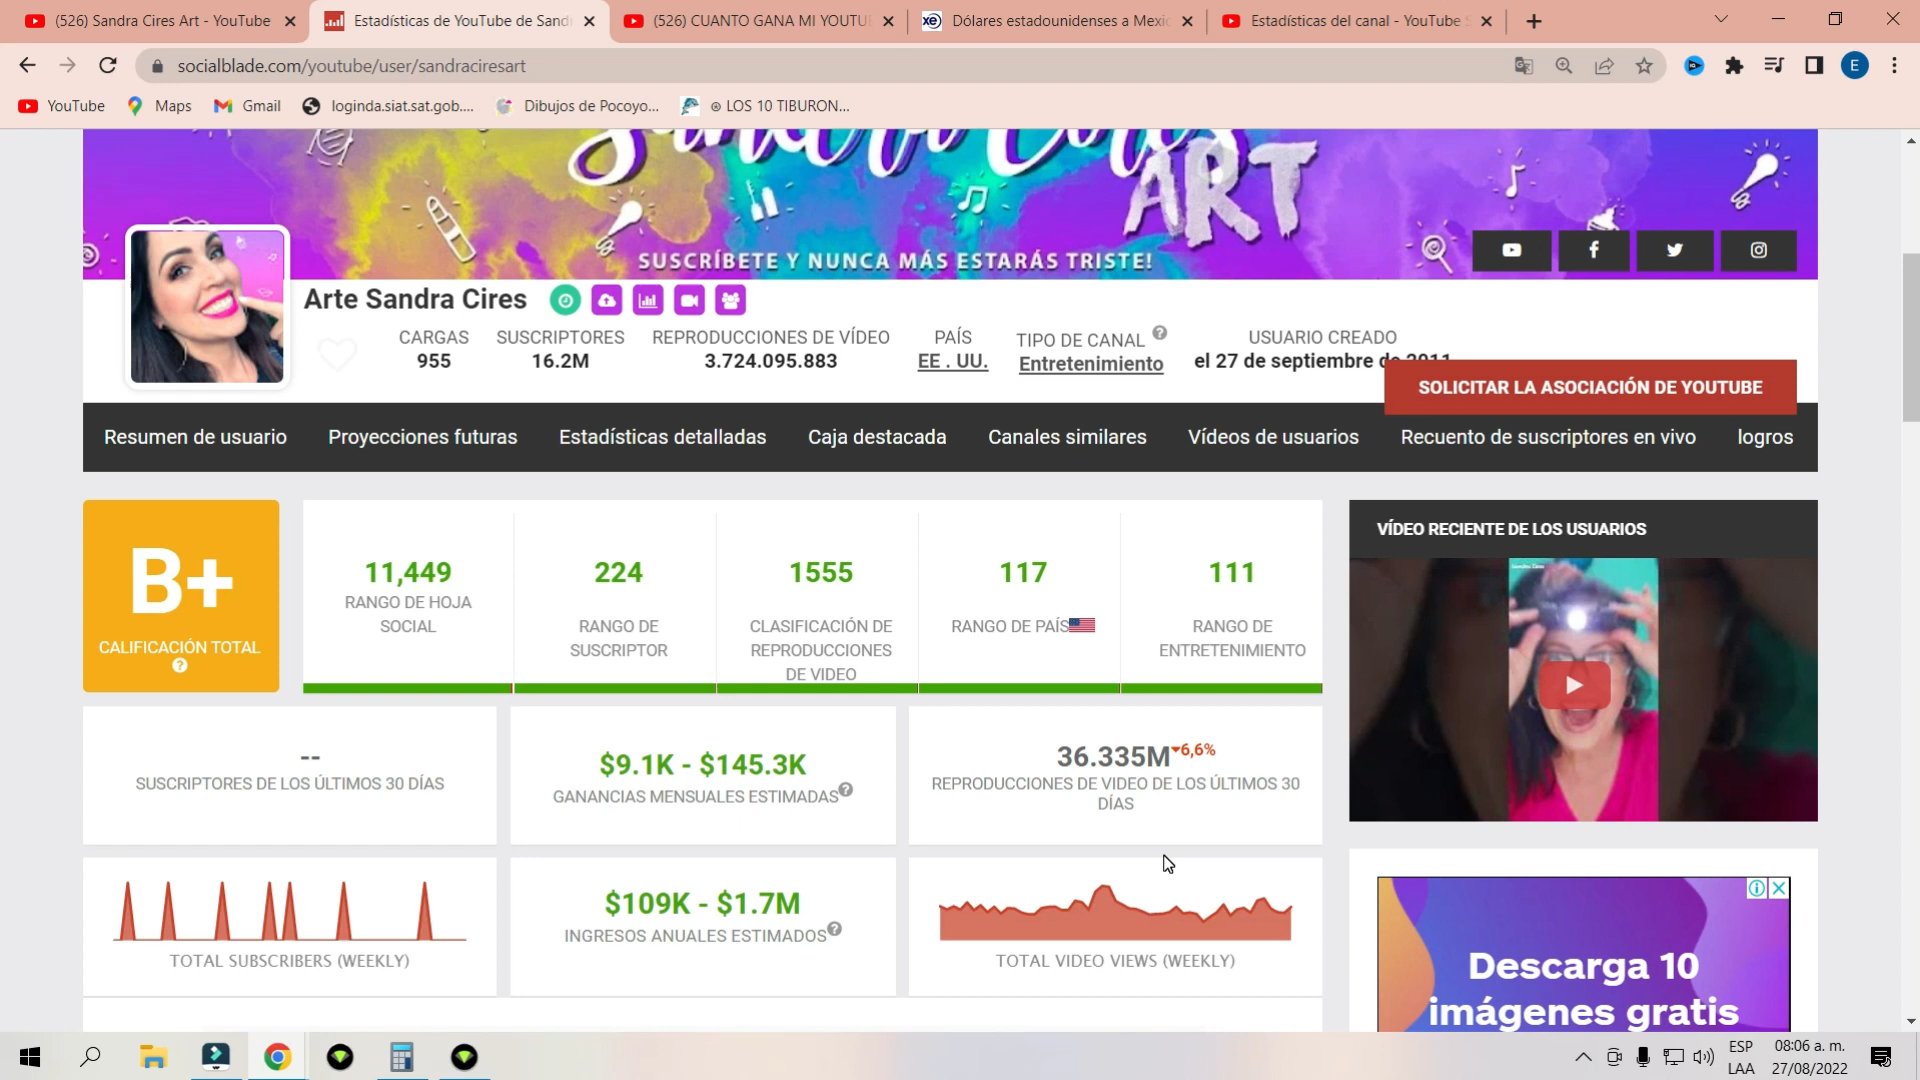 (526) Sandra Cires Art - YouTube
Estadísticas de YouTube de Sand
(526) CUANTO GANA MI YOUTU
Dólares estadounidenses a Mexic
Estadísticas del canal - YouTube S
socialblade.com/youtube/user/sandraciresart
E
YouTube
Maps
Gmail
loginda.siat.sat.gob....
Dibujos de Pocoyo...
⊛ LOS 10 TIBURON...
Sandra Cires
ART
SUSCRÍBETE Y NUNCA MÁS ESTARÁS TRISTE!
Arte Sandra Cires
CARGAS
955
SUSCRIPTORES
16.2M
REPRODUCCIONES DE VÍDEO
3.724.095.883
PAÍS
EE . UU.
TIPO DE CANAL
Entretenimiento
USUARIO CREADO
el 27 de septiembre de 2011
SOLICITAR LA ASOCIACIÓN DE YOUTUBE
Resumen de usuario
Proyecciones futuras
Estadísticas detalladas
Caja destacada
Canales similares
Vídeos de usuarios
Recuento de suscriptores en vivo
logros
B+
CALIFICACIÓN TOTAL
11,449
RANGO DE HOJA
SOCIAL
224
RANGO DE
SUSCRIPTOR
1555
CLASIFICACIÓN DE
REPRODUCCIONES
DE VIDEO
117
RANGO DE PAÍS
111
RANGO DE
ENTRETENIMIENTO
VÍDEO RECIENTE DE LOS USUARIOS
--
SUSCRIPTORES DE LOS ÚLTIMOS 30 DÍAS
$9.1K - $145.3K
GANANCIAS MENSUALES ESTIMADAS
36.335M 6,6%
REPRODUCCIONES DE VIDEO DE LOS ÚLTIMOS 30
DÍAS
TOTAL SUBSCRIBERS (WEEKLY)
$109K - $1.7M
INGRESOS ANUALES ESTIMADOS
TOTAL VIDEO VIEWS (WEEKLY)
Descarga 10
imágenes gratis
ESP
LAA
08:06 a. m.
27/08/2022